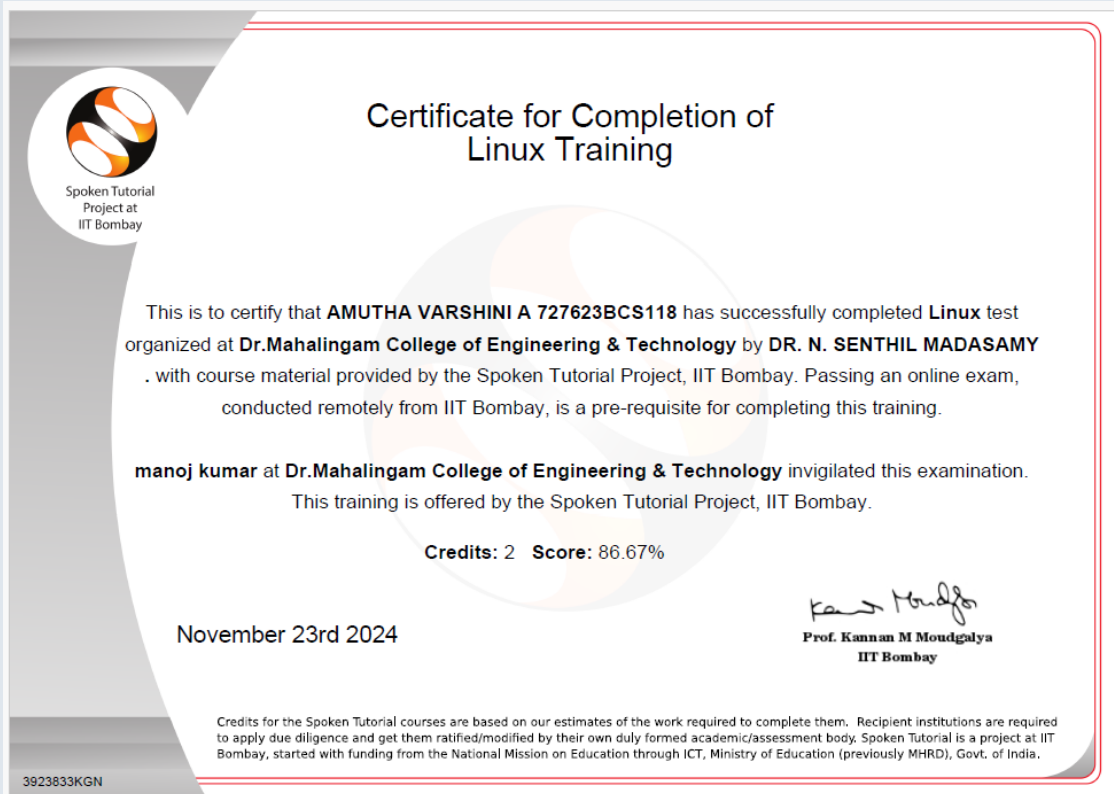 Spoken Tutorial
Project at
IIT Bombay
Certificate for Completion of
Linux Training
This is to certify that AMUTHA VARSHINI A 727623BCS118 has successfully completed Linux test
organized at Dr.Mahalingam College of Engineering & Technology by DR. N. SENTHIL MADASAMY
. with course material provided by the Spoken Tutorial Project, IIT Bombay. Passing an online exam,
conducted remotely from IIT Bombay, is a pre-requisite for completing this training.
manoj kumar at Dr.Mahalingam College of Engineering & Technology invigilated this examination.
This training is offered by the Spoken Tutorial Project, IIT Bombay.
Credits: 2 Score: 86.67%
November 23rd 2024
Prof. Kannan M Moudgalya
IIT Bombay
Credits for the Spoken Tutorial courses are based on our estimates of the work required to complete them. Recipient institutions are required
to apply due diligence and get them ratified/modified by their own duly formed academic/assessment body. Spoken Tutorial is a project at IIT
Bombay, started with funding from the National Mission on Education through ICT, Ministry of Education (previously MHRD), Govt. of India.
3923833KGN